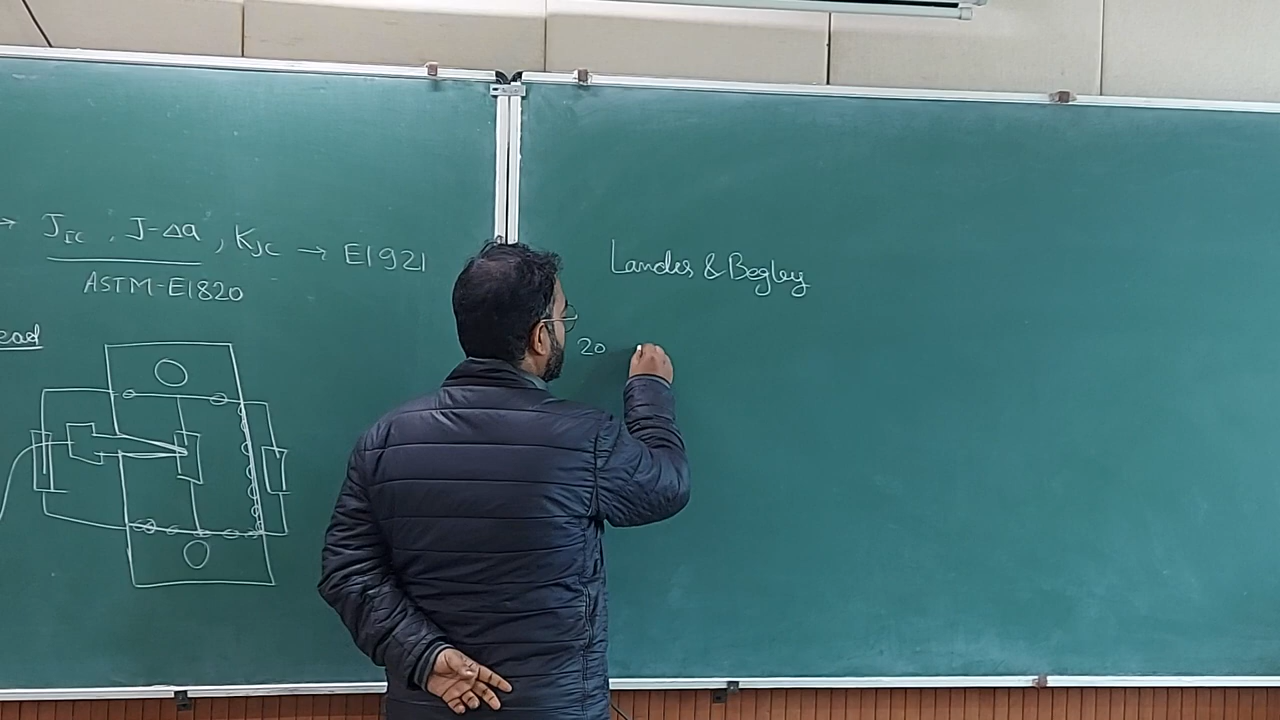 → J_IC , J-Δa , K_JC → E1921
ASTM-E1820
ead
Landes & Begley
20